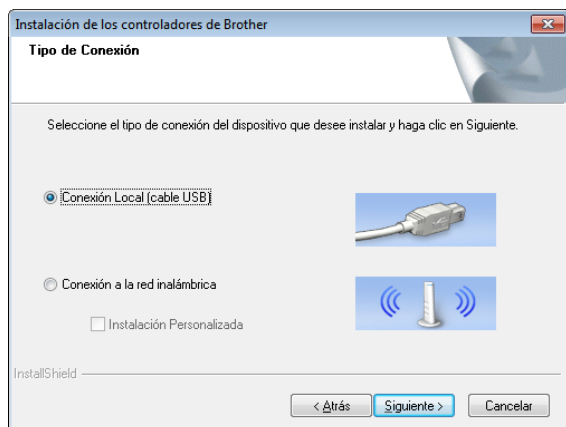 Instalación de los controladores de Brother
Tipo de Conexión
Seleccione el tipo de conexión del dispositivo que desee instalar y haga clic en Siguiente.
Conexión Local (cable USB)
Conexión a la red inalámbrica
Instalación Personalizada
InstallShield
< Atrás Siguiente > Cancelar